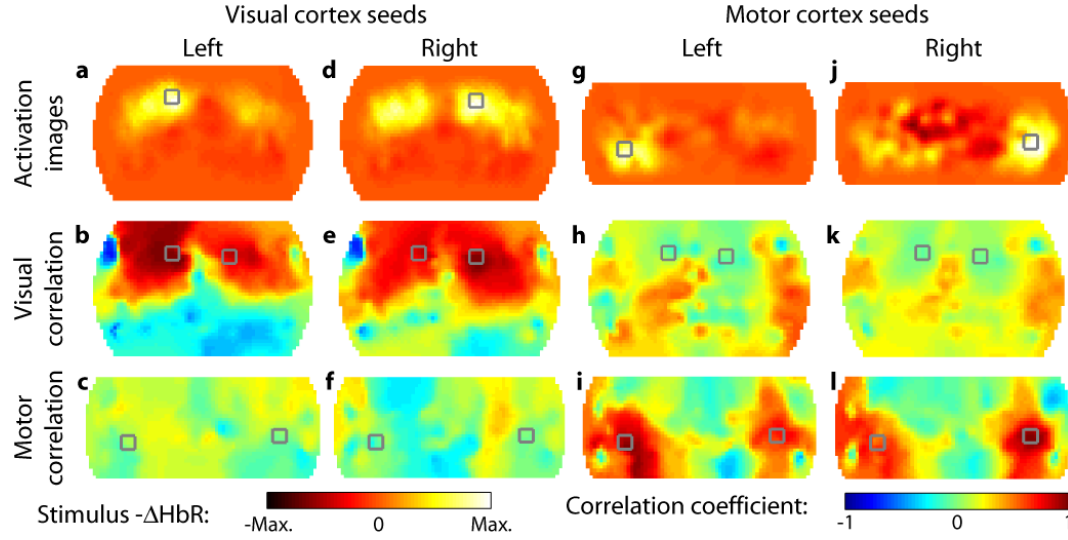 Visual cortex seeds Motor cortex seeds
Left Right Left Right
a d g j
Activation images
b e h k
Visual correlation
c f i l
Motor correlation
Stimulus -ΔHbR: -Max. 0 Max. Correlation coefficient: -1 0 1